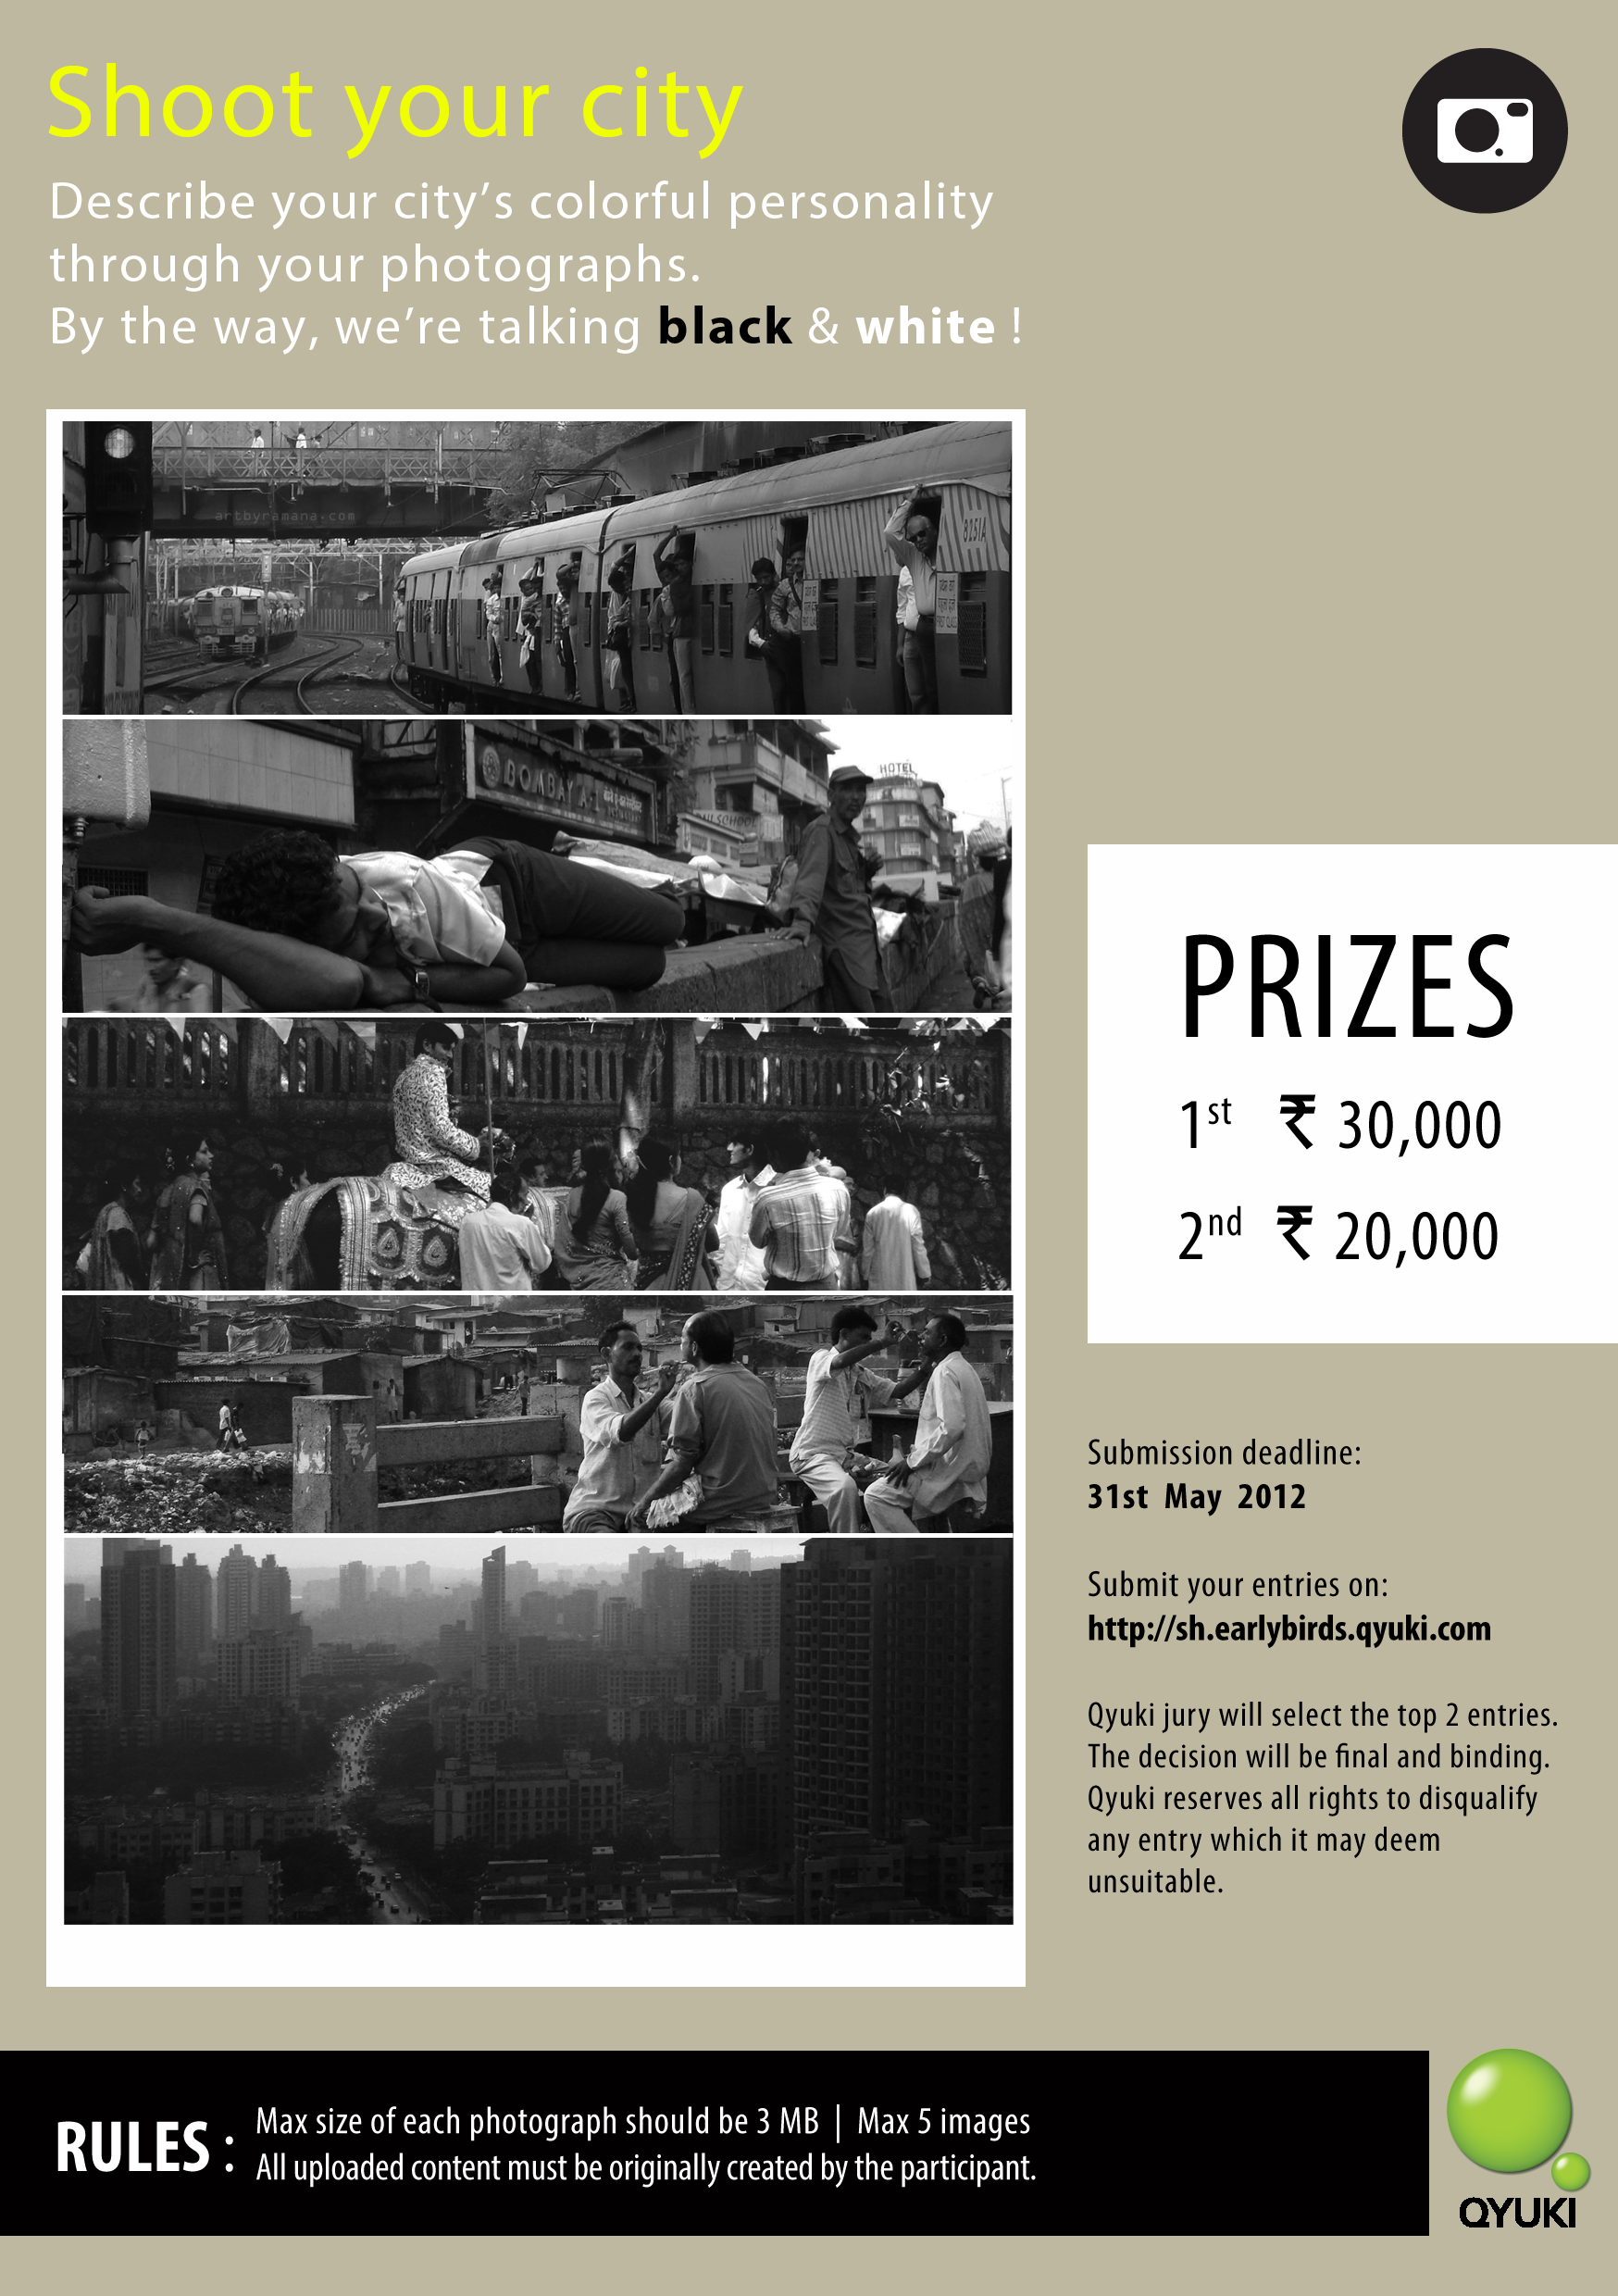 Shoot your city
Describe your city's colorful personality
through your photographs.
By the way, we're talking black & white !
artbyramana.com
8251A
FIRST CLASS
BOMBAY A-1
HOTEL
SCHOOL
PRIZES
1st ₹ 30,000
2nd ₹ 20,000
Submission deadline:
31st May 2012
Submit your entries on:
http://sh.earlybirds.qyuki.com
Qyuki jury will select the top 2 entries.
The decision will be final and binding.
Qyuki reserves all rights to disqualify
any entry which it may deem
unsuitable.
RULES :
Max size of each photograph should be 3 MB | Max 5 images
All uploaded content must be originally created by the participant.
QYUKI